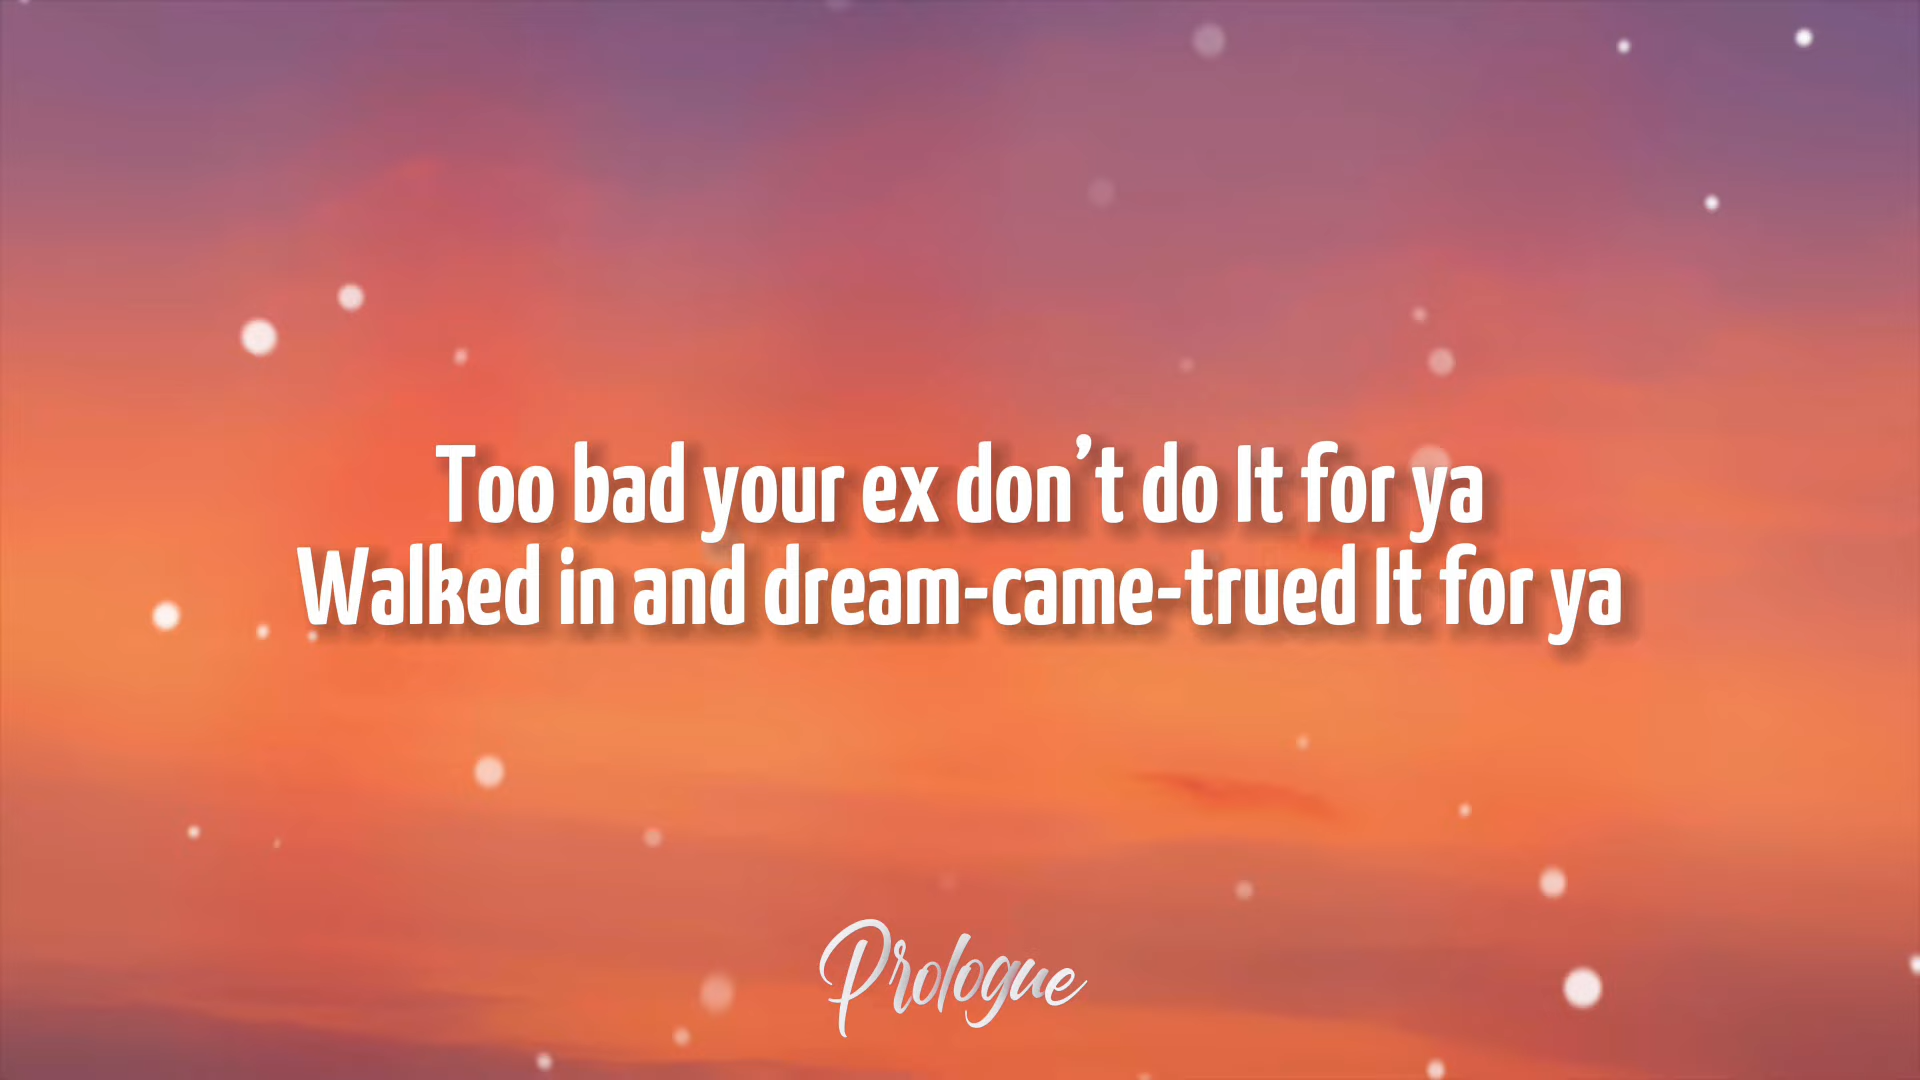 Too bad your ex don’t do It for ya
Walked in and dream-came-trued It for ya
Prologue